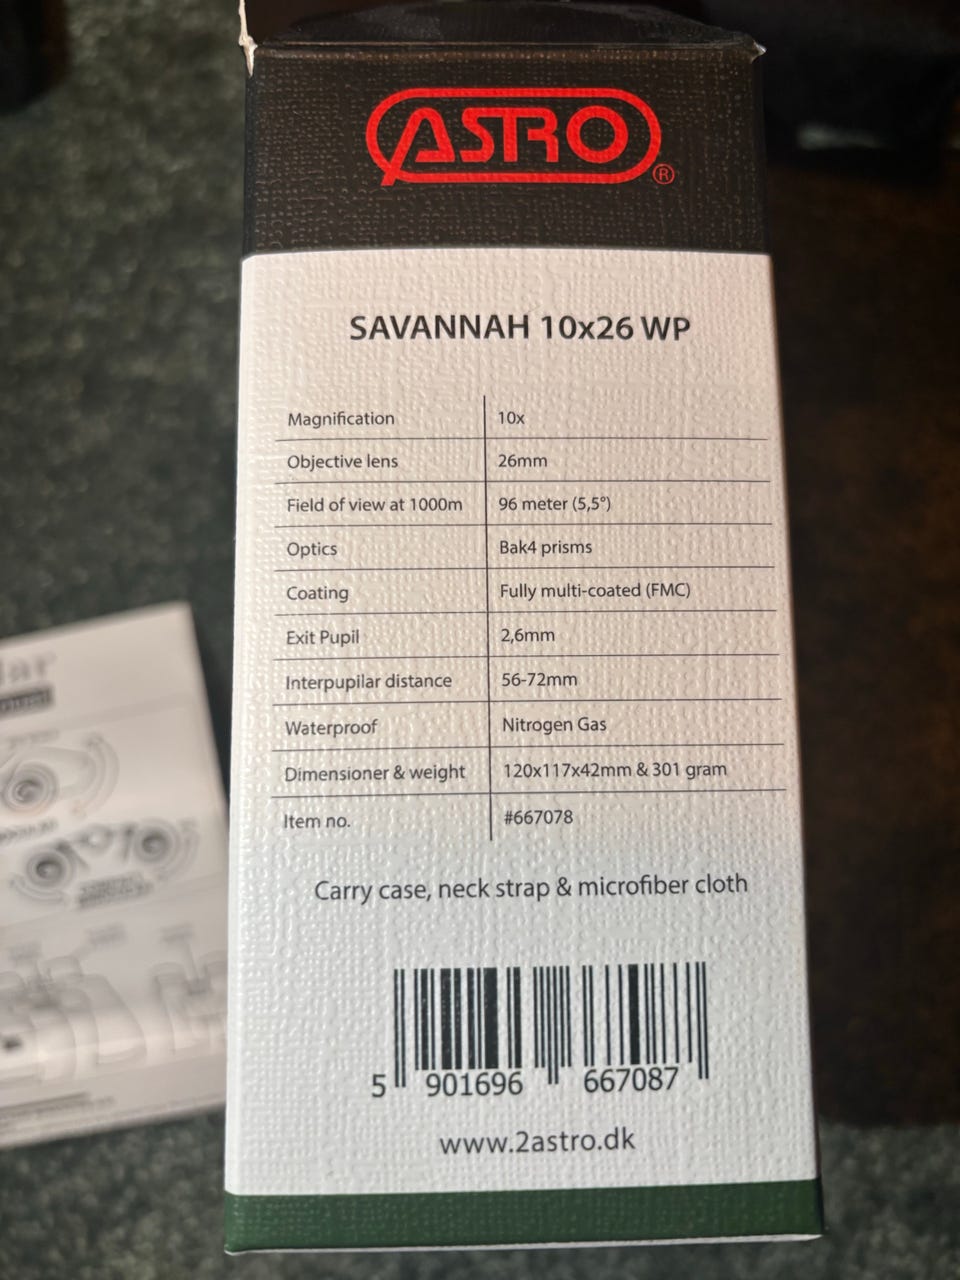 ASTRO
®
SAVANNAH 10x26 WP
Magnification 10x
Objective lens 26mm
Field of view at 1000m 96 meter (5,5°)
Optics Bak4 prisms
Coating Fully multi-coated (FMC)
Exit Pupil 2,6mm
Interpupilar distance 56-72mm
Waterproof Nitrogen Gas
Dimensioner & weight 120x117x42mm & 301 gram
Item no. #667078
Carry case, neck strap & microfiber cloth
5 901696 667087
www.2astro.dk